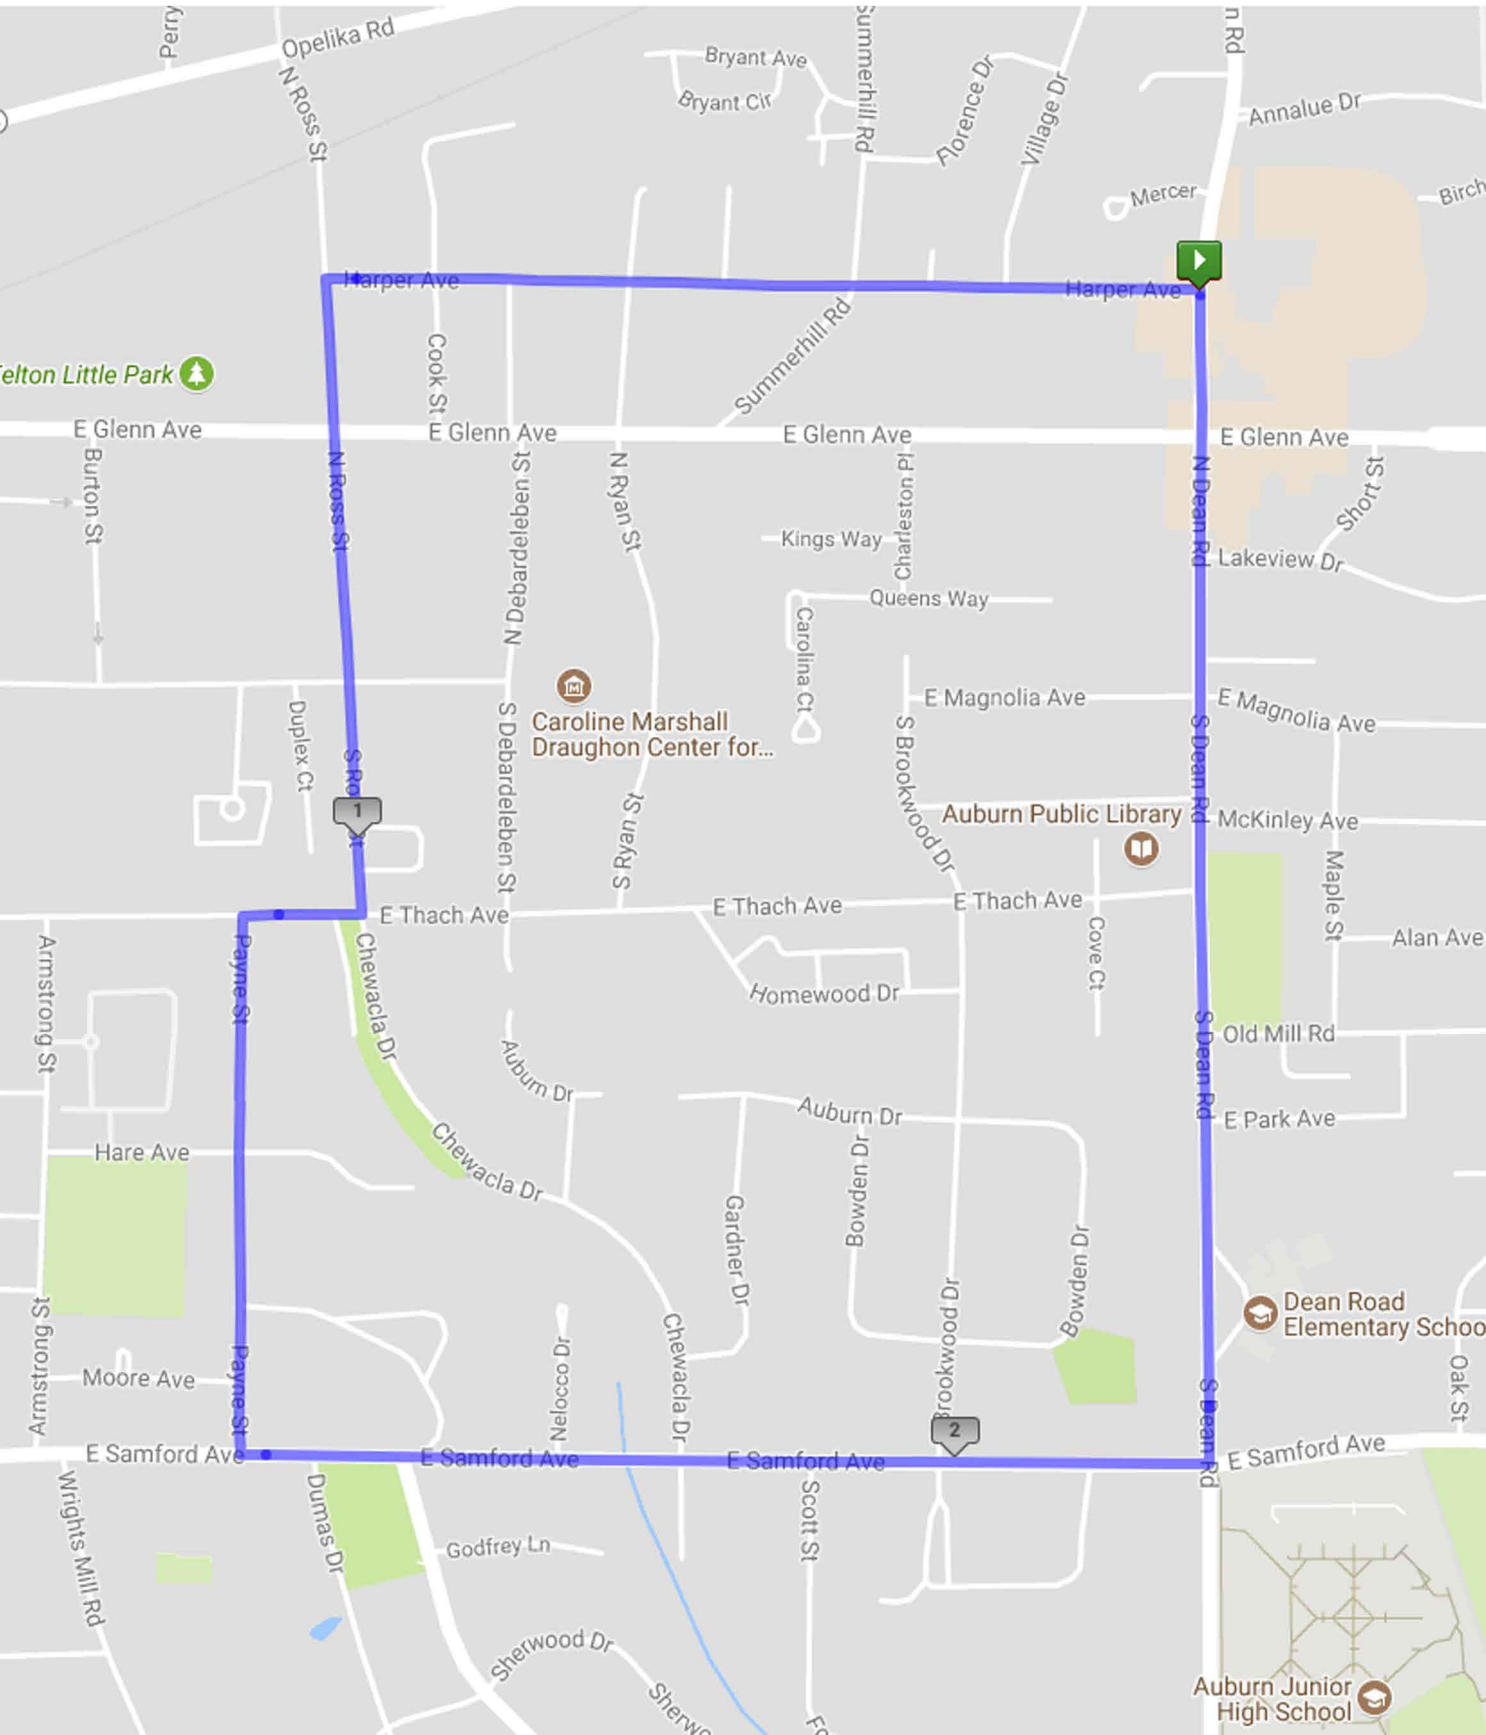 Perry
Opelika Rd
N Ross St
Bryant Ave
Bryant Cir
Summerhill Rd
Florence Dr
Village Dr
n Rd
Annalue Dr
Mercer
Birch
Harper Ave
Harper Ave
Cook St
Summerhill Rd
elton Little Park
E Glenn Ave
E Glenn Ave
E Glenn Ave
E Glenn Ave
Burton St
N Ross St
N Debardeleben St
N Ryan St
Charleston Pl
Kings Way
N Dean Rd
Short St
Lakeview Dr
Queens Way
Carolina Ct
Duplex Ct
S Debardeleben St
Caroline Marshall
Draughon Center for...
E Magnolia Ave
E Magnolia Ave
S Brookwood Dr
S Dean Rd
S Ro
1
st
S Ryan St
Auburn Public Library
McKinley Ave
Maple St
E Thach Ave
E Thach Ave
E Thach Ave
Cove Ct
Alan Ave
Armstrong St
Payne St
Chewacla Dr
Homewood Dr
S Dean Rd
Old Mill Rd
Auburn Dr
Auburn Dr
E Park Ave
Hare Ave
Chewacla Dr
Gardner Dr
Bowden Dr
Bowden Dr
Brookwood Dr
Dean Road
Elementary Schoo
Armstrong St
Moore Ave
Payne St
Nelocco Dr
Chewacla Dr
S Dean Rd
Oak St
2
E Samford Ave
E Samford Ave
E Samford Ave
E Samford Ave
Wrights Mill Rd
Dumas Dr
Godfrey Ln
Scott St
Sherwood Dr
Sherwo
Fo
Auburn Junior
High School